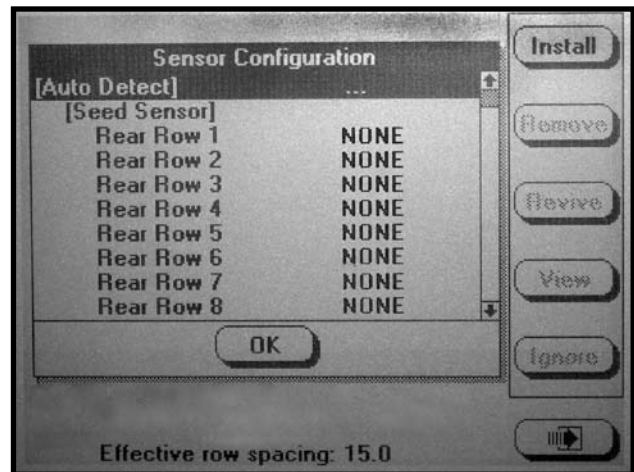 Sensor Configuration
[Auto Detect] ...
[Seed Sensor]
Rear Row 1 NONE
Rear Row 2 NONE
Rear Row 3 NONE
Rear Row 4 NONE
Rear Row 5 NONE
Rear Row 6 NONE
Rear Row 7 NONE
Rear Row 8 NONE
OK
Effective row spacing: 15.0
Install
Remove
Revive
View
Ignore